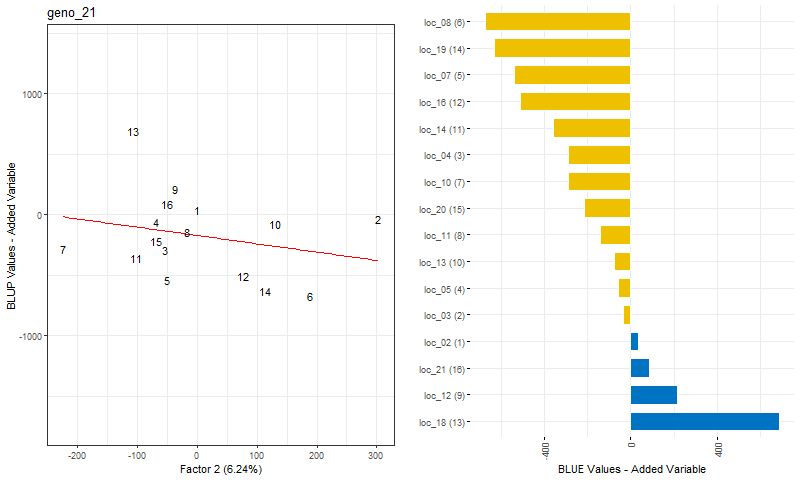 geno_21
BLUP Values - Added Variable
1000
0
-1000
13
9
16
1
4
8
10
2
15
3
7
11
5
12
14
6
-200
-100
0
100
200
300
Factor 2 (6.24%)
loc_08 (6)
loc_19 (14)
loc_07 (5)
loc_16 (12)
loc_14 (11)
loc_04 (3)
loc_10 (7)
loc_20 (15)
loc_11 (8)
loc_13 (10)
loc_05 (4)
loc_03 (2)
loc_02 (1)
loc_21 (16)
loc_12 (9)
loc_18 (13)
-400
0
400
BLUE Values - Added Variable